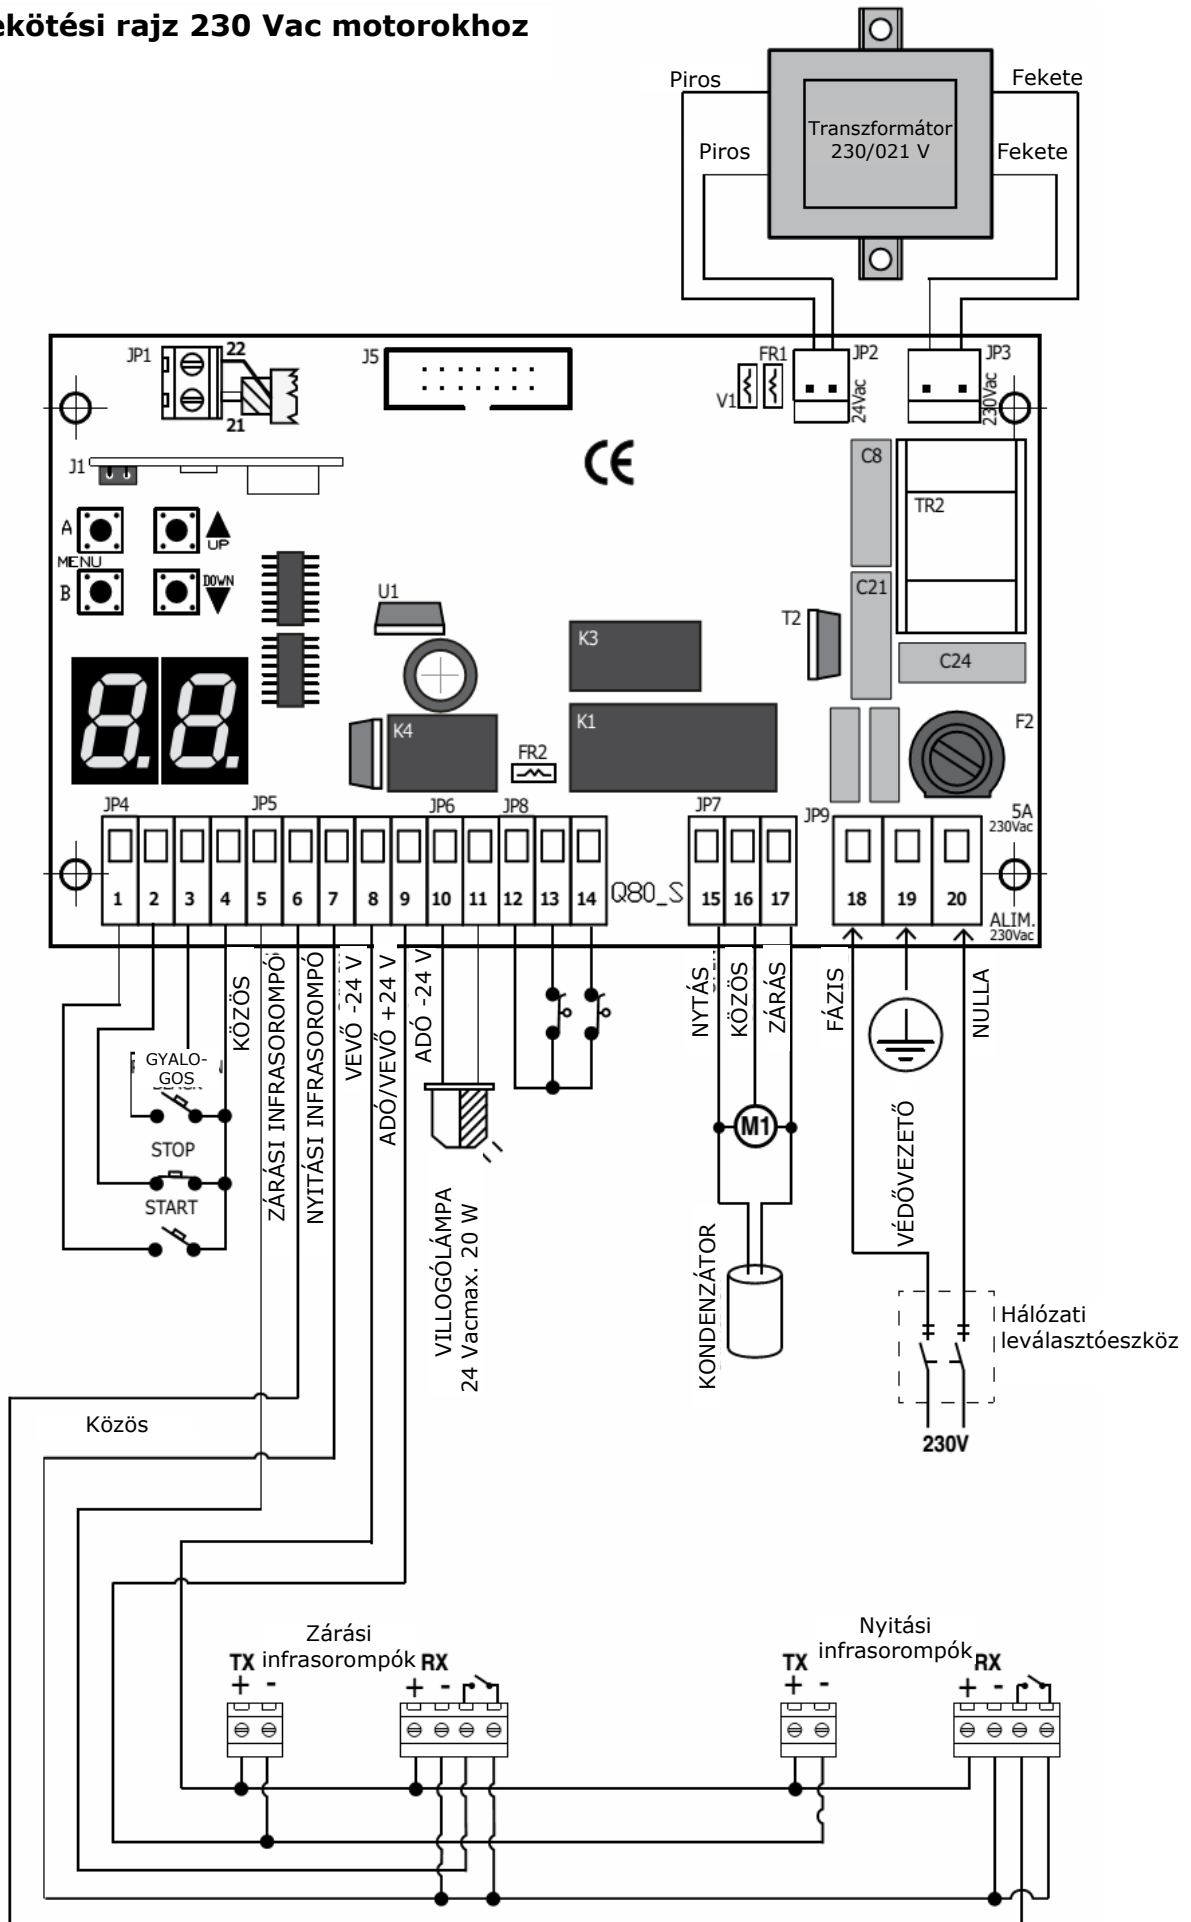 ekötési rajz 230 Vac motorokhoz
Piros
Fekete
Transzformátor
230/021 V
Piros
Fekete
JP1
22
21
J5
FR1
V1
JP2
24Vac
JP3
230Vac
J1
A
UP
MENU
B
DOWN
CE
C8
TR2
U1
K3
T2
C21
C24
K4
K1
FR2
F2
JP4
JP5
JP6
JP8
JP7
JP9
5A
230Vac
1
2
3
4
5
6
7
8
9
10
11
12
13
14
Q80_S
15
16
17
18
19
20
ALIM.
230Vac
KÖZÖS
ZÁRÁSI INFRASOROMPÓ
NYITÁSI INFRASOROMPÓ
VEVŐ -24 V
ADÓ/VEVŐ +24 V
ADÓ -24 V
NYTÁS
KÖZÖS
ZÁRÁS
FÁZIS
NULLA
GYALO-
GOS
STOP
START
M1
VÉDŐVEZETŐ
VILLOGÓLÁMPA
24 Vacmax. 20 W
KONDENZÁTOR
Hálózati
leválasztóeszköz
230V
Közös
Zárási
infrasorompók
TX
+ -
RX
+ -
Nyitási
infrasorompók
TX
+ -
RX
+ -